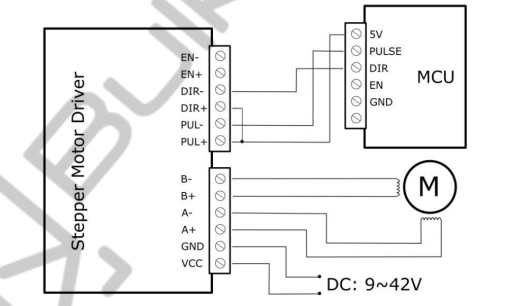 Stepper Motor Driver
EN-
EN+
DIR-
DIR+
PUL-
PUL+
B-
B+
A-
A+
GND
VCC
5V
PULSE
DIR
EN
GND
MCU
M
DC: 9~42V